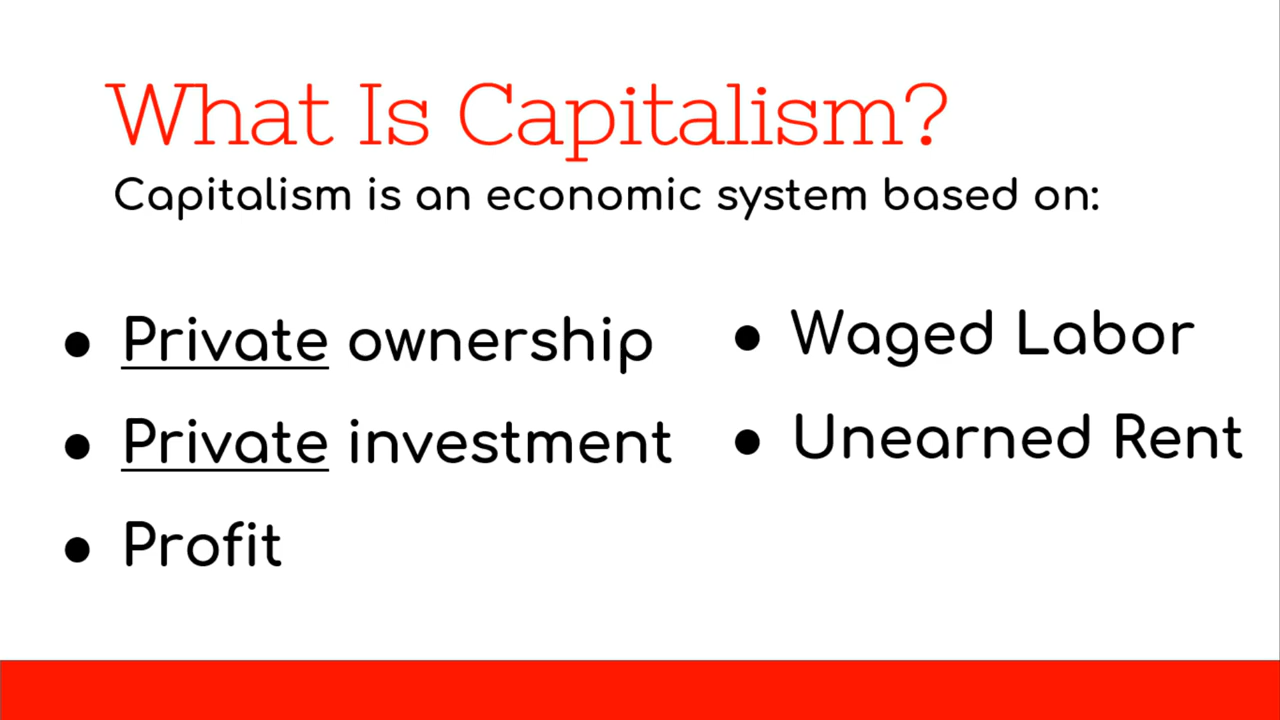 What Is Capitalism?
Capitalism is an economic system based on:
● Private ownership
● Private investment
● Profit
● Waged Labor
● Unearned Rent